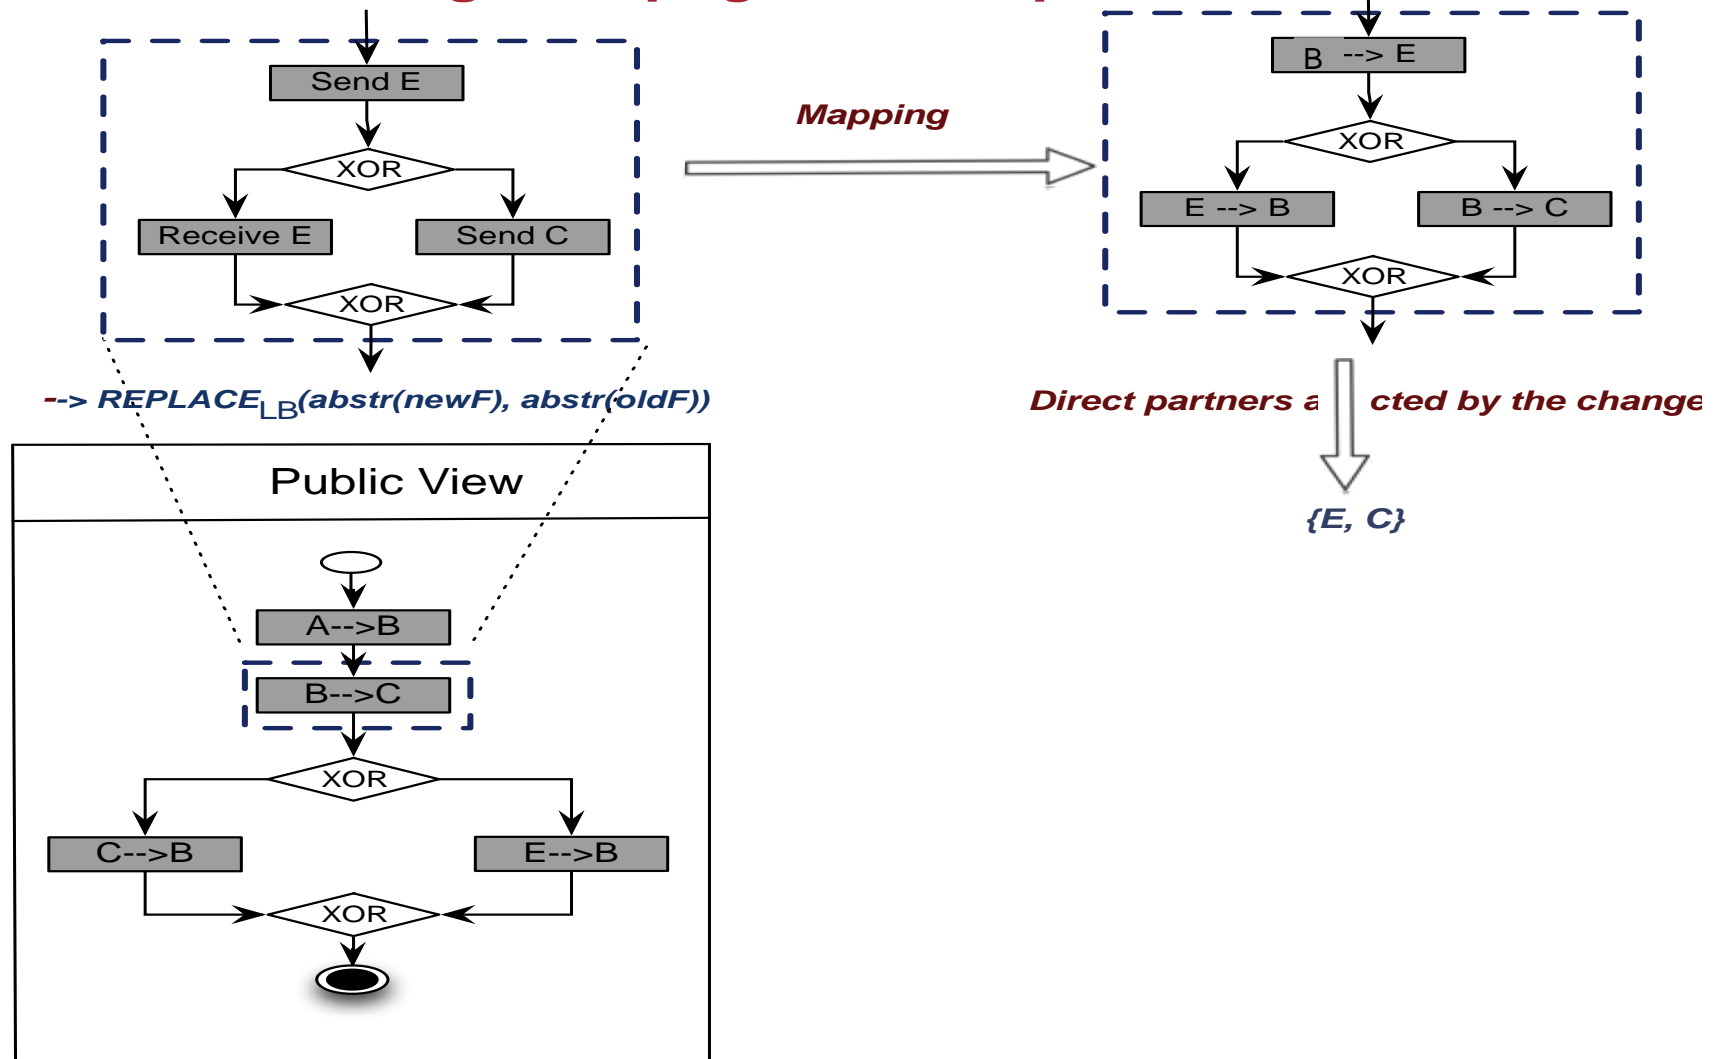 Send E
XOR
Receive E
Send C
XOR
--> REPLACE_LB(abstr(newF), abstr(oldF))
Mapping
B --> E
XOR
E --> B
B --> C
XOR
Direct partners a cted by the change
{E, C}
Public View
A-->B
B-->C
XOR
C-->B
E-->B
XOR